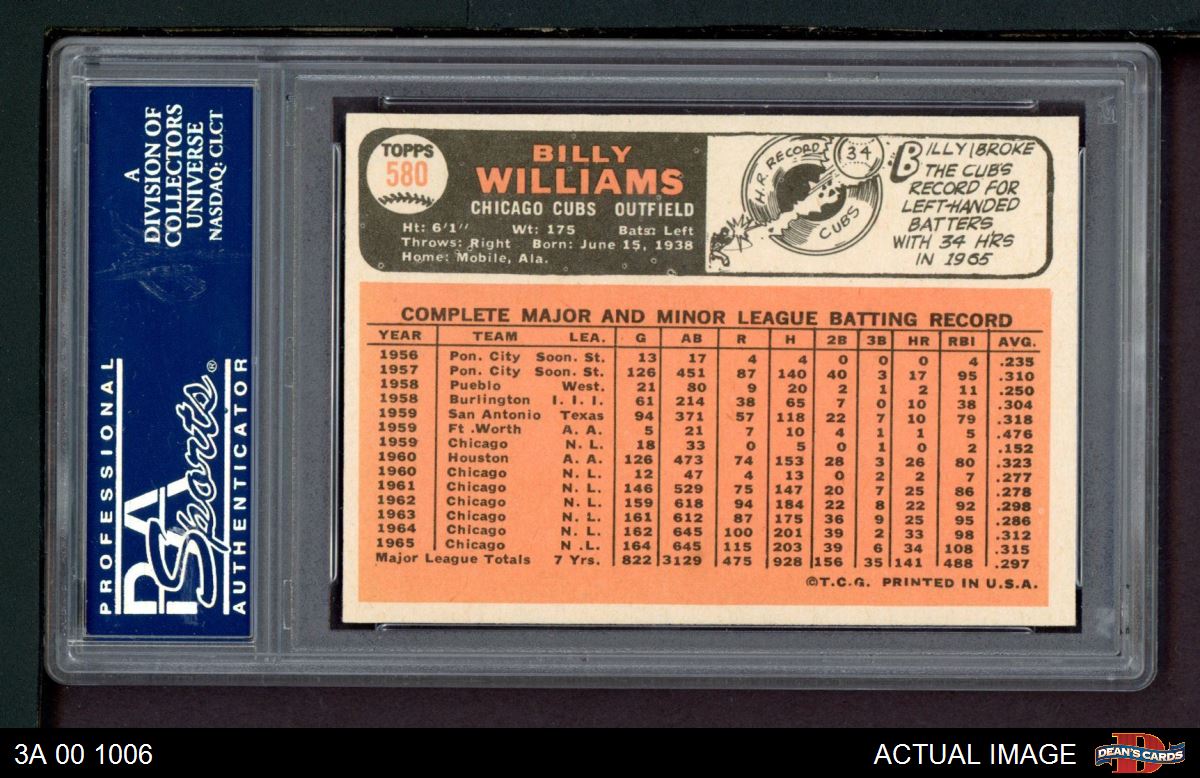 A
DIVISION OF
COLLECTORS
UNIVERSE
NASDAQ: CLCT
PROFESSIONAL
PSA
Sports®
AUTHENTICATOR
TOPPS
580
BILLY
WILLIAMS
CHICAGO CUBS OUTFIELD
Ht: 6'1'' Wt: 175 Bats: Left
Throws: Right Born: June 15, 1938
Home: Mobile, Ala.
H.R. RECORD
34
CUBS
BILLY BROKE
THE CUBS
RECORD FOR
LEFT-HANDED
BATTERS
WITH 34 HRS
IN 1965
COMPLETE MAJOR AND MINOR LEAGUE BATTING RECORD
YEAR TEAM LEA. G AB R H 2B 3B HR RBI AVG.
1956 Pon. City Soon. St. 13 17 4 4 0 0 0 4 .235
1957 Pon. City Soon. St. 126 451 87 140 40 3 17 95 .310
1958 Pueblo West. 21 80 9 20 2 1 2 11 .250
1958 Burlington I. I. I. 61 214 38 65 7 0 10 38 .304
1959 San Antonio Texas 94 371 57 118 22 7 10 79 .318
1959 Ft .Worth A. A. 5 21 7 10 4 1 1 5 .476
1959 Chicago N. L. 18 33 0 5 0 1 0 2 .152
1960 Houston A. A. 126 473 74 153 28 3 26 80 .323
1960 Chicago N. L. 12 47 4 13 0 2 2 7 .277
1961 Chicago N. L. 146 529 75 147 20 7 25 86 .278
1962 Chicago N. L. 159 618 94 184 22 8 22 92 .298
1963 Chicago N. L. 161 612 87 175 36 9 25 95 .286
1964 Chicago N. L. 162 645 100 201 39 2 33 98 .312
1965 Chicago N .L. 164 645 115 203 39 6 34 108 .315
Major League Totals 7 Yrs. 822 3129 475 928 156 35 141 488 .297
©T.C.G. PRINTED IN U.S.A.
3A 00 1006
ACTUAL IMAGE
DEAN'S CARDS